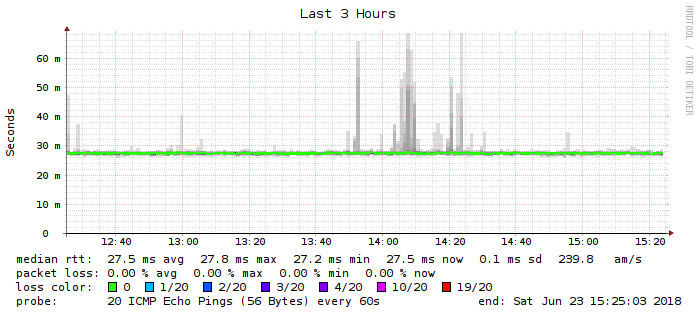 Last 3 Hours
RRDTOOL / TOBI OETIKER
Seconds
60 m
50 m
40 m
30 m
20 m
10 m
0
12:40 13:00 13:20 13:40 14:00 14:20 14:40 15:00 15:20
median rtt: 27.5 ms avg 27.8 ms max 27.2 ms min 27.5 ms now 0.1 ms sd 239.8 am/s
packet loss: 0.00 % avg 0.00 % max 0.00 % min 0.00 % now
loss color: 0 1/20 2/20 3/20 4/20 10/20 19/20
probe: 20 ICMP Echo Pings (56 Bytes) every 60s end: Sat Jun 23 15:25:03 2018